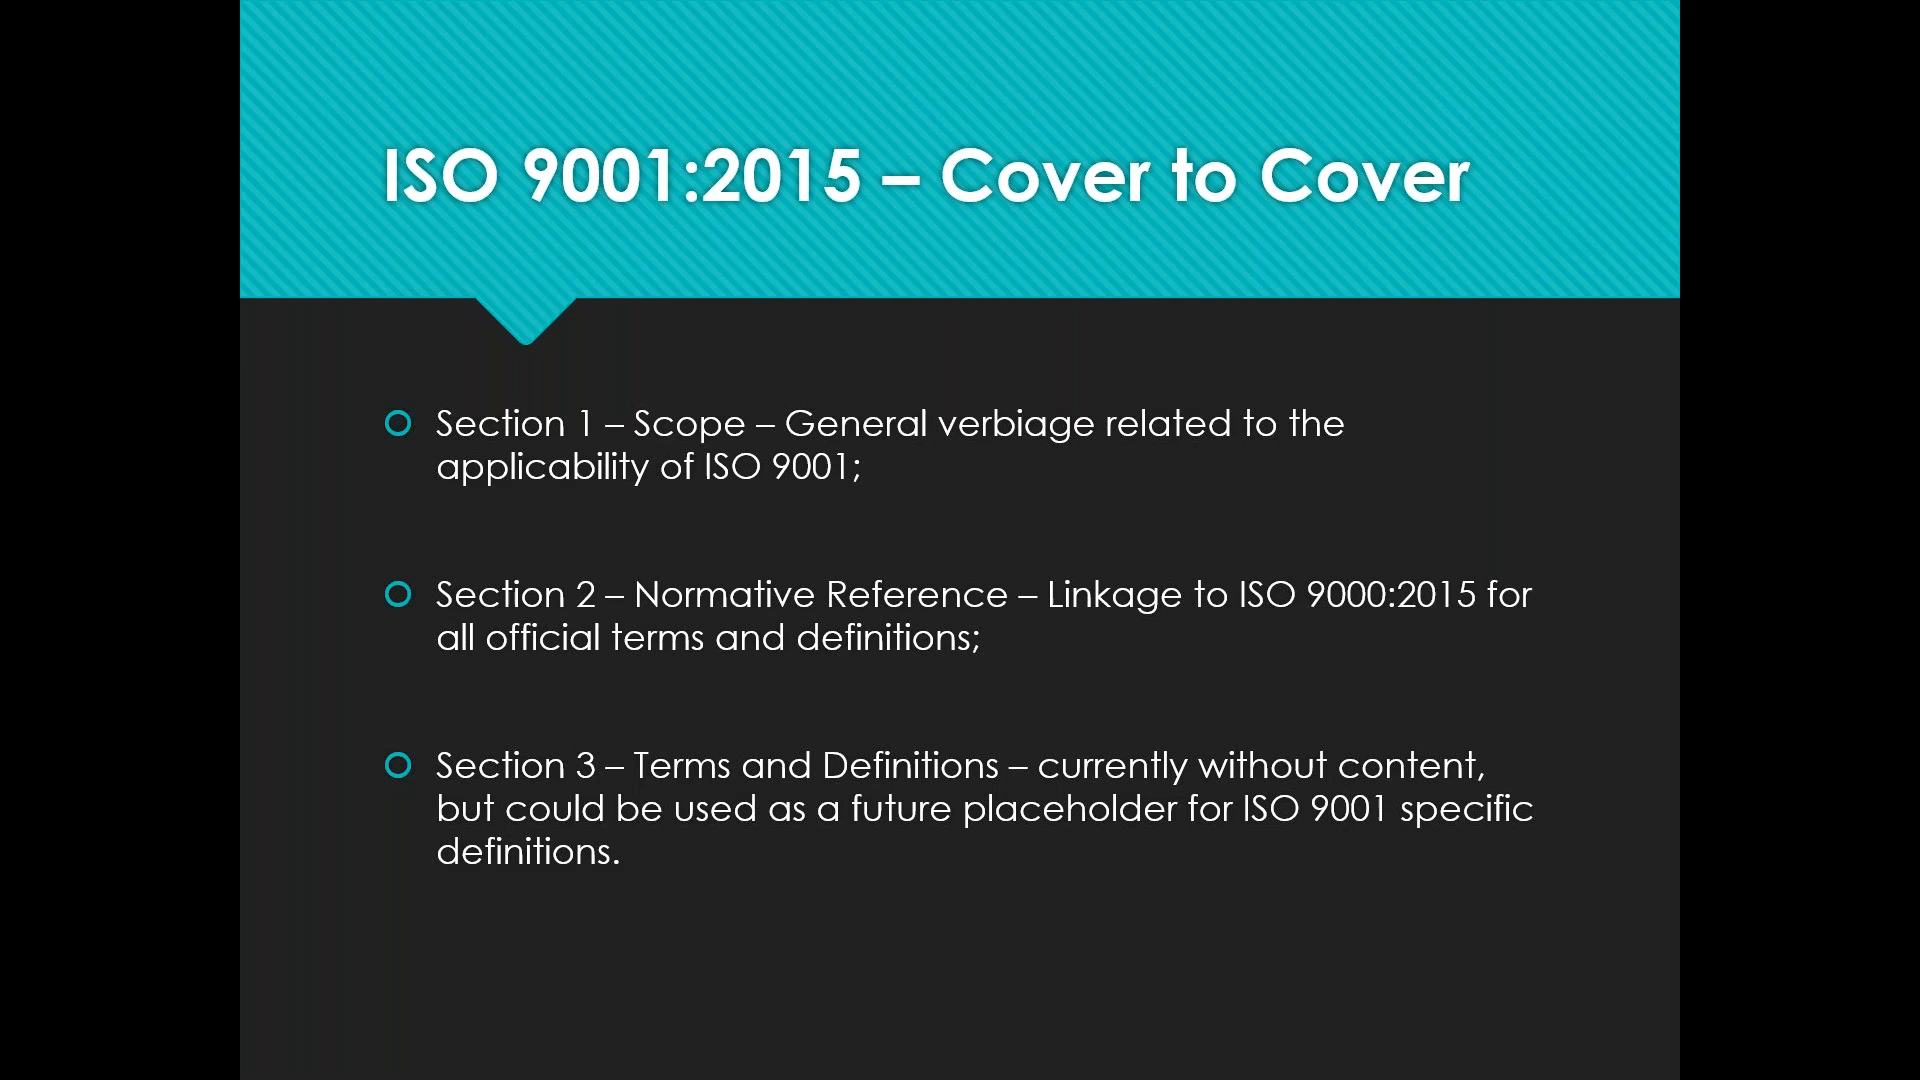 ISO 9001:2015 – Cover to Cover
Section 1 – Scope – General verbiage related to the
applicability of ISO 9001;
Section 2 – Normative Reference – Linkage to ISO 9000:2015 for
all official terms and definitions;
Section 3 – Terms and Definitions – currently without content,
but could be used as a future placeholder for ISO 9001 specific
definitions.